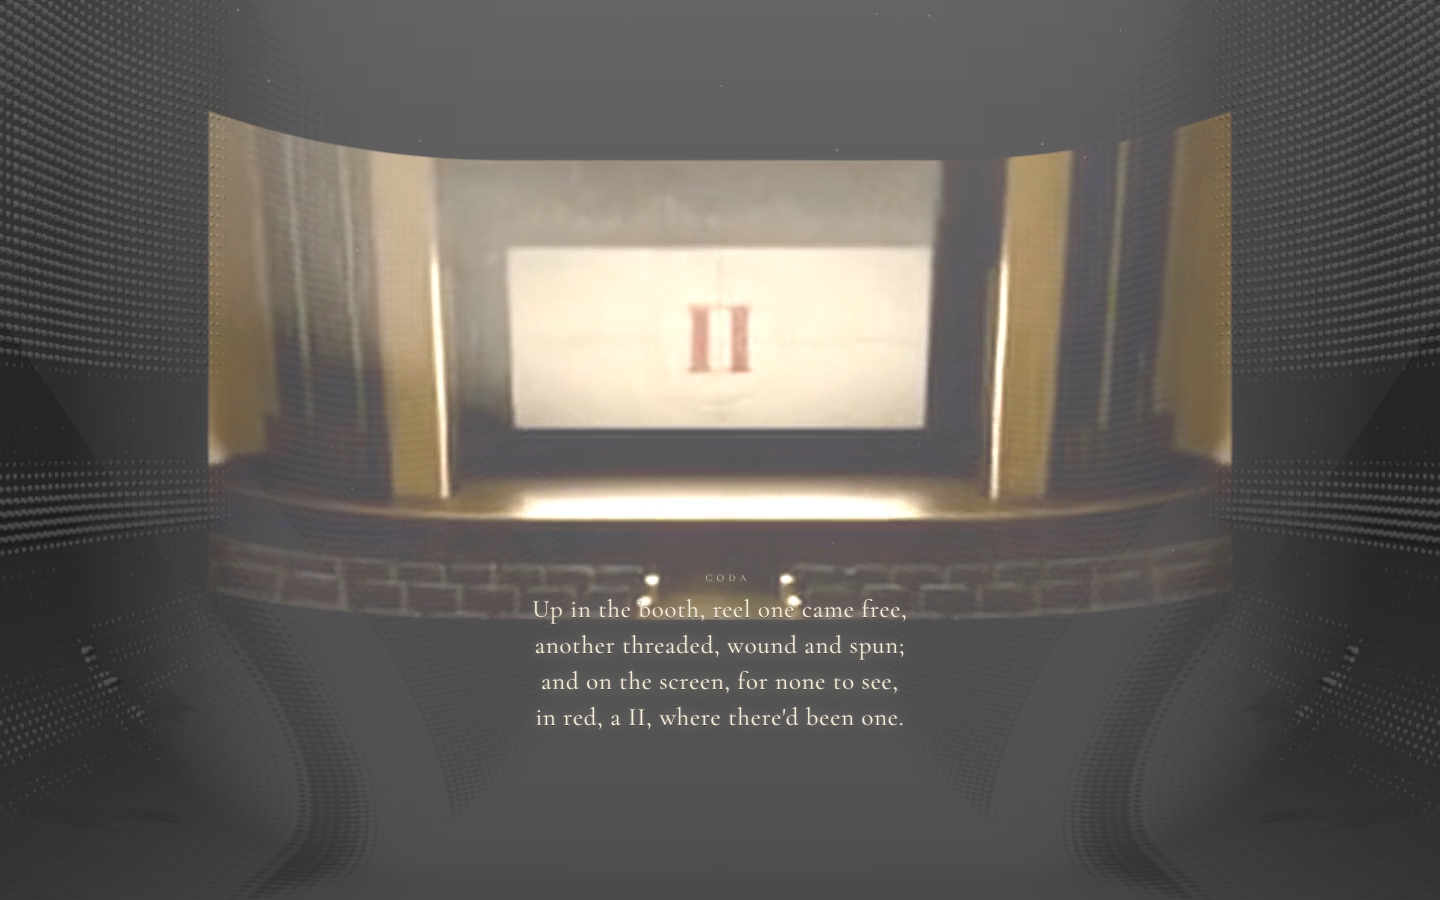 II
CODA
Up in the booth, reel one came free,
another threaded, wound and spun;
and on the screen, for none to see,
in red, a II, where there'd been one.